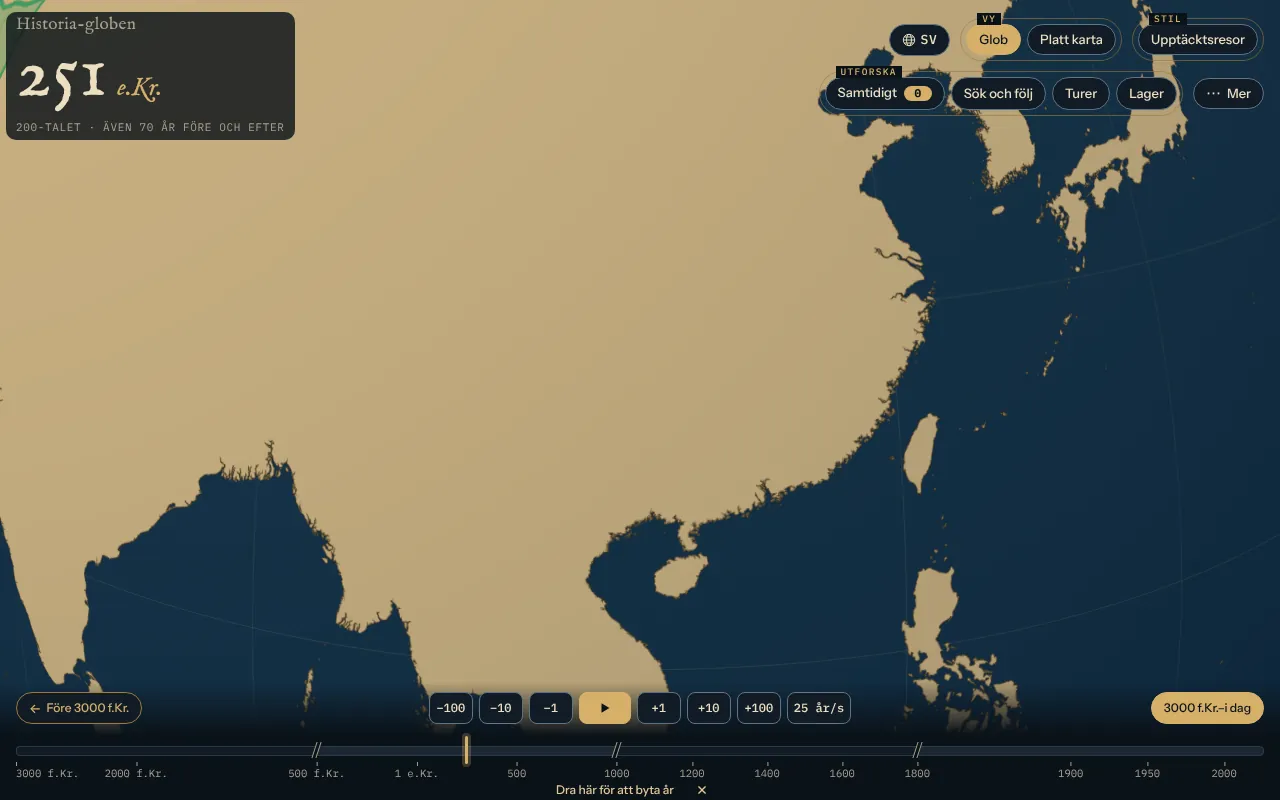 Historia-globen
251 e.Kr.
200-TALET · ÄVEN 70 ÅR FÖRE OCH EFTER
SV
VY
Glob
Platt karta
STIL
Upptäcktsresor
UTFORSKA
Samtidigt 0
Sök och följ
Turer
Lager
··· Mer
← Före 3000 f.Kr.
−100
−10
−1
+1
+10
+100
25 år/s
3000 f.Kr.–i dag
3000 f.Kr. 2000 f.Kr. 500 f.Kr. 1 e.Kr. 500 1000 1200 1400 1600 1800 1900 1950 2000
Dra här för att byta år ✕